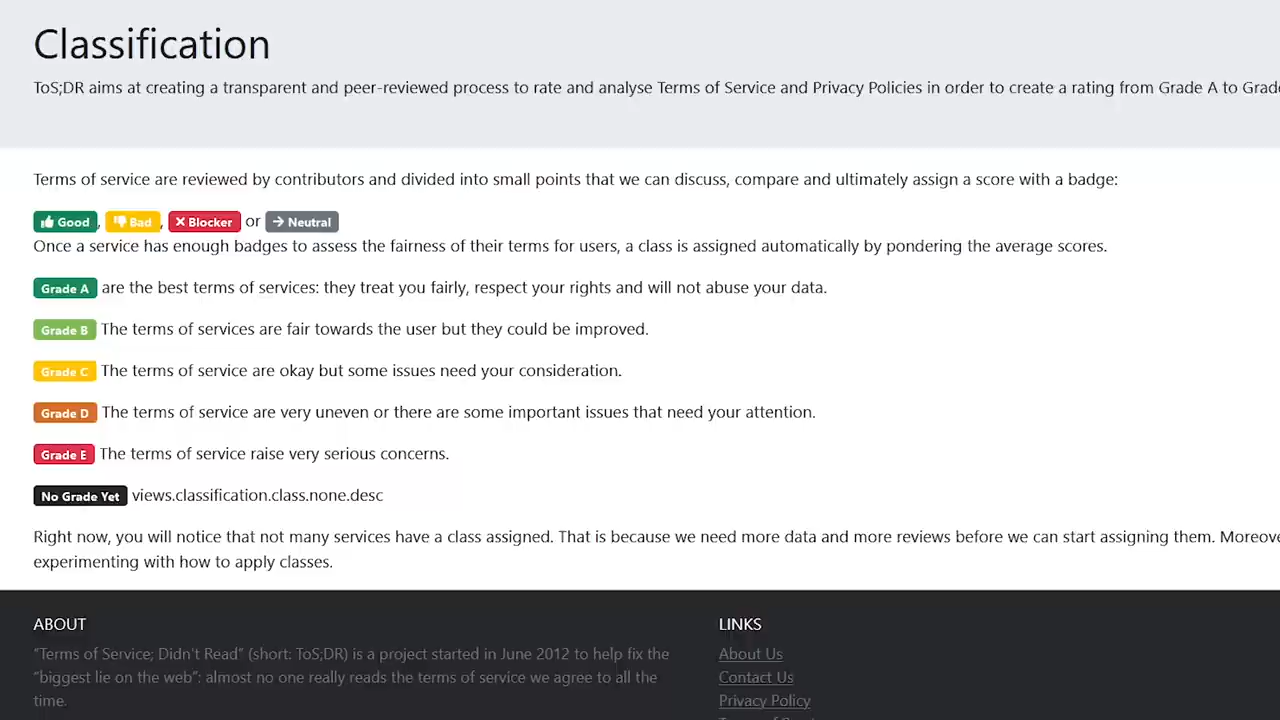 Classification
ToS;DR aims at creating a transparent and peer-reviewed process to rate and analyse Terms of Service and Privacy Policies in order to create a rating from Grade A to Grade
Terms of service are reviewed by contributors and divided into small points that we can discuss, compare and ultimately assign a score with a badge:
Good, Bad, Blocker or Neutral
Once a service has enough badges to assess the fairness of their terms for users, a class is assigned automatically by pondering the average scores.
Grade A are the best terms of services: they treat you fairly, respect your rights and will not abuse your data.
Grade B The terms of services are fair towards the user but they could be improved.
Grade C The terms of service are okay but some issues need your consideration.
Grade D The terms of service are very uneven or there are some important issues that need your attention.
Grade E The terms of service raise very serious concerns.
No Grade Yet views.classification.class.none.desc
Right now, you will notice that not many services have a class assigned. That is because we need more data and more reviews before we can start assigning them. Moreove
experimenting with how to apply classes.
ABOUT
"Terms of Service; Didn't Read" (short: ToS;DR) is a project started in June 2012 to help fix the
"biggest lie on the web": almost no one really reads the terms of service we agree to all the
time.
LINKS
About Us
Contact Us
Privacy Policy